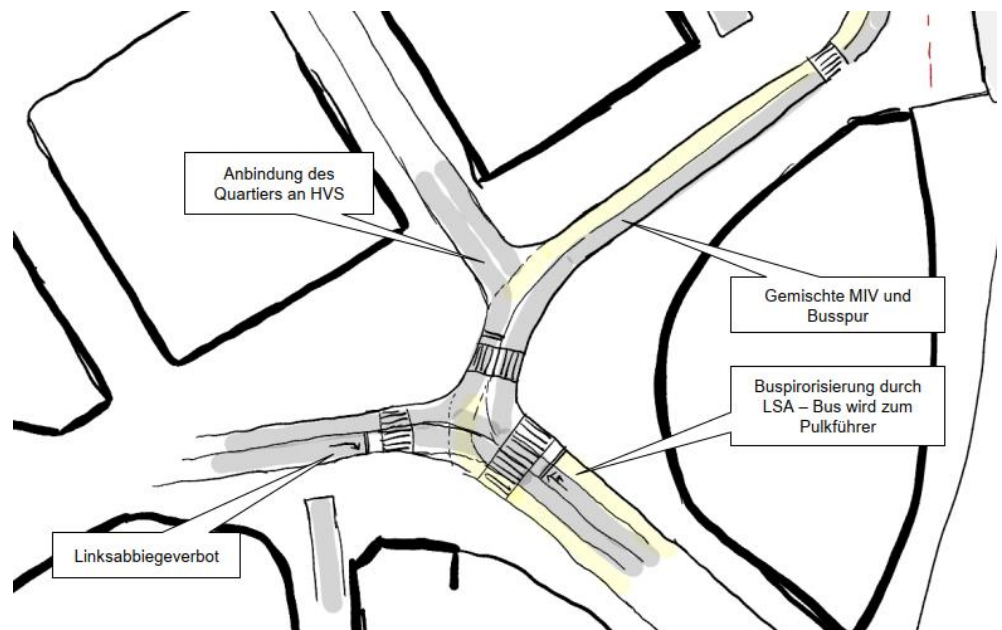 Anbindung des
Quartiers an HVS
Gemischte MIV und
Busspur
Buspirorisierung durch
LSA – Bus wird zum
Pulkführer
Linksabbiegeverbot